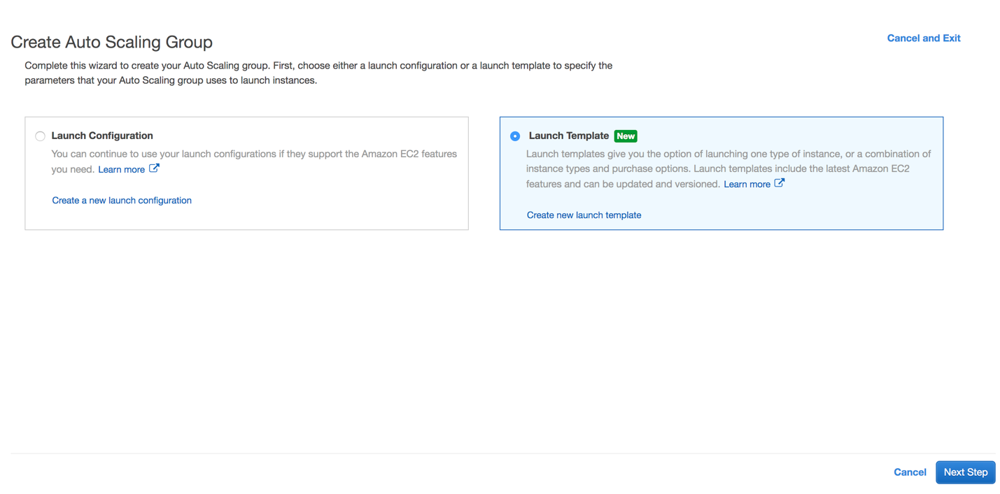 Create Auto Scaling Group
Cancel and Exit
Complete this wizard to create your Auto Scaling group. First, choose either a launch configuration or a launch template to specify the
parameters that your Auto Scaling group uses to launch instances.
Launch Configuration
You can continue to use your launch configurations if they support the Amazon EC2 features
you need. Learn more
Create a new launch configuration
Launch Template New
Launch templates give you the option of launching one type of instance, or a combination of
instance types and purchase options. Launch templates include the latest Amazon EC2
features and can be updated and versioned. Learn more
Create new launch template
Cancel
Next Step